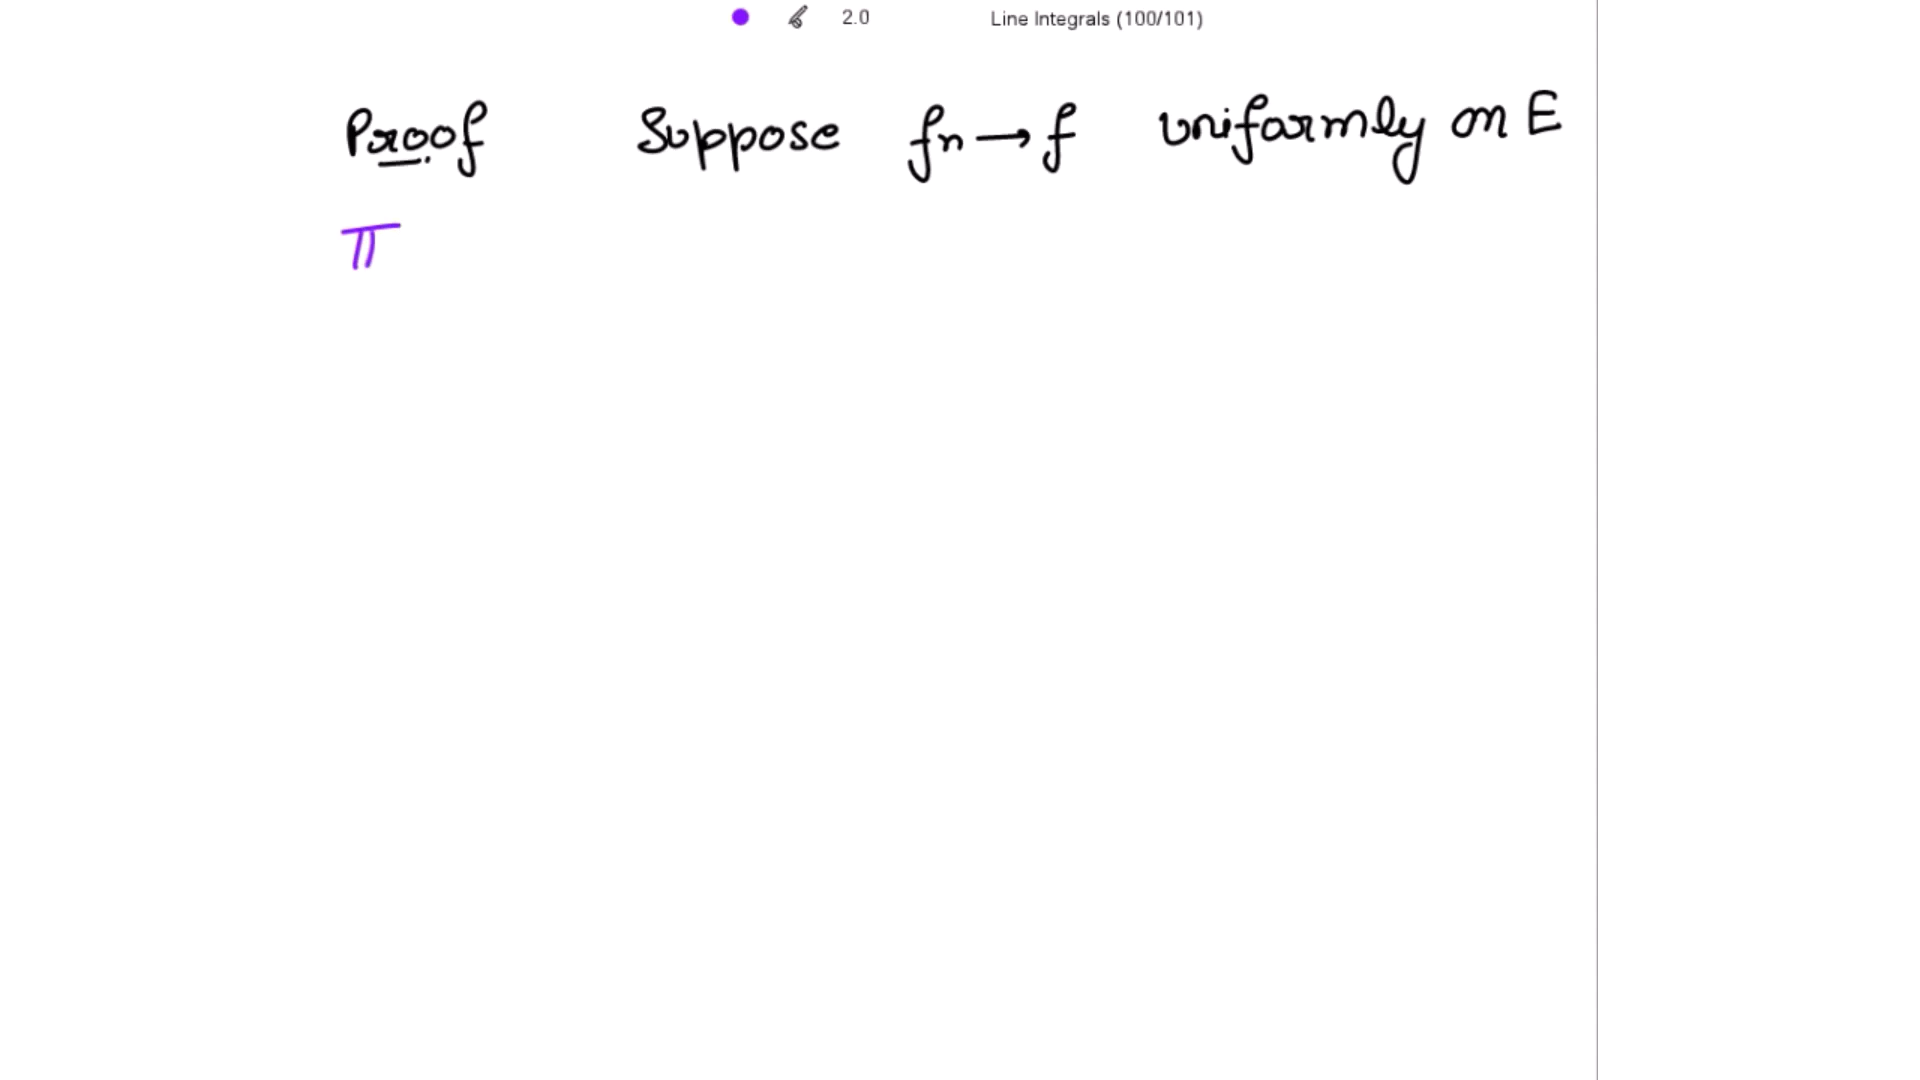 2.0 Line Integrals (100/101)
Proof Suppose fn → f uniformly on E
π